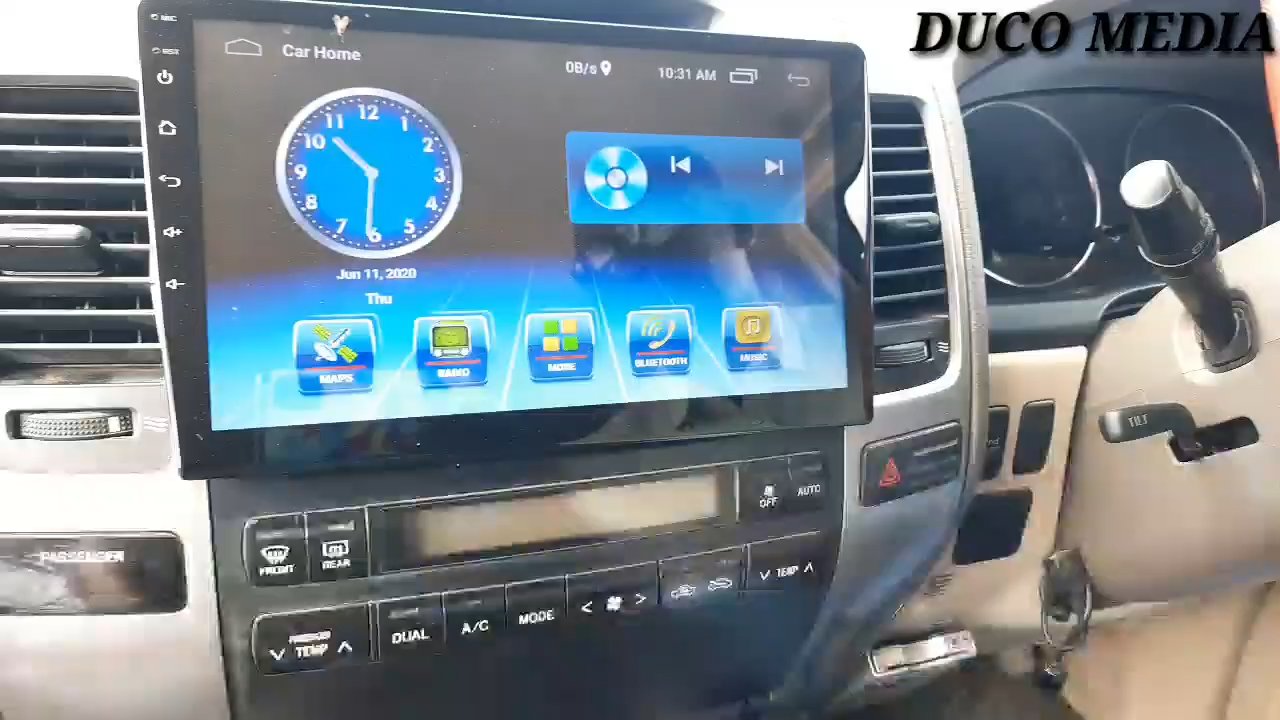 DUCO MEDIA
MIC
RST
Car Home
0B/s
10:31 AM
12
1
2
3
4
5
6
7
8
9
10
11
Jun 11, 2020
Thu
MAPS
RADIO
MORE
BLUETOOTH
MUSIC
TILT
OFF
AUTO
FRONT
REAR
PASSENGER
TEMP
DUAL
A/C
MODE
< >
TEMP